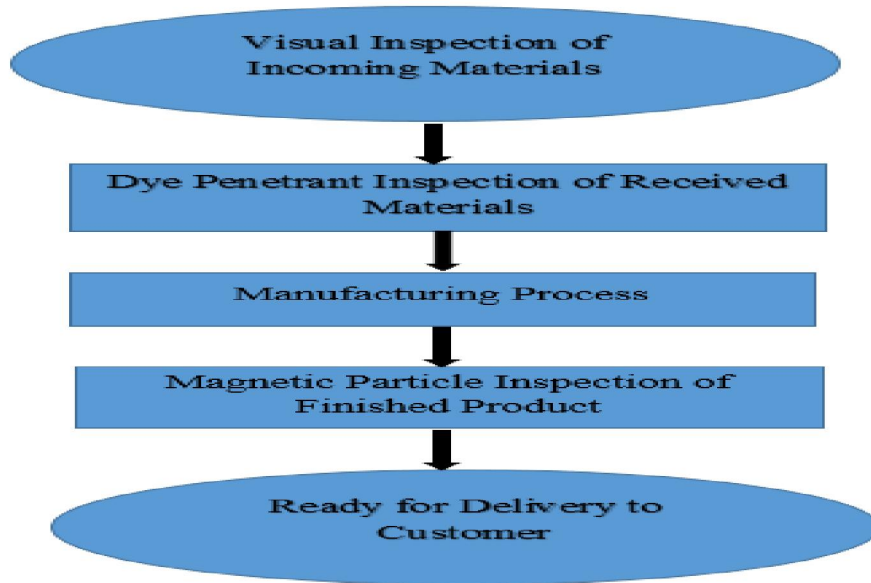 Visual Inspection of
Incoming Materials
Dye Penetrant Inspection of Received
Materials
Manufacturing Process
Magnetic Particle Inspection of
Finished Product
Ready for Delivery to
Customer